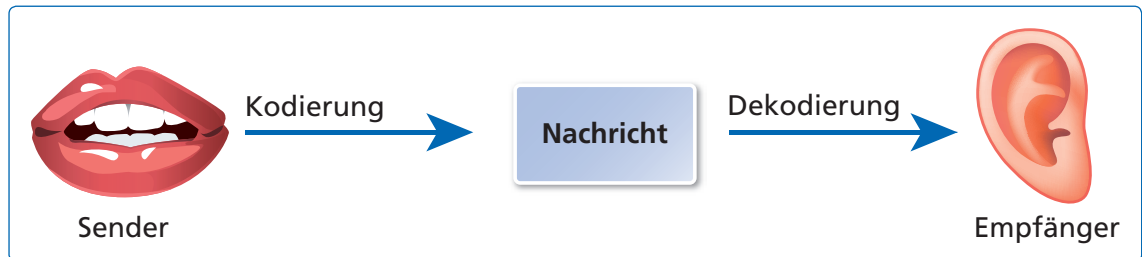 Kodierung
Nachricht
Dekodierung
Sender
Empfänger